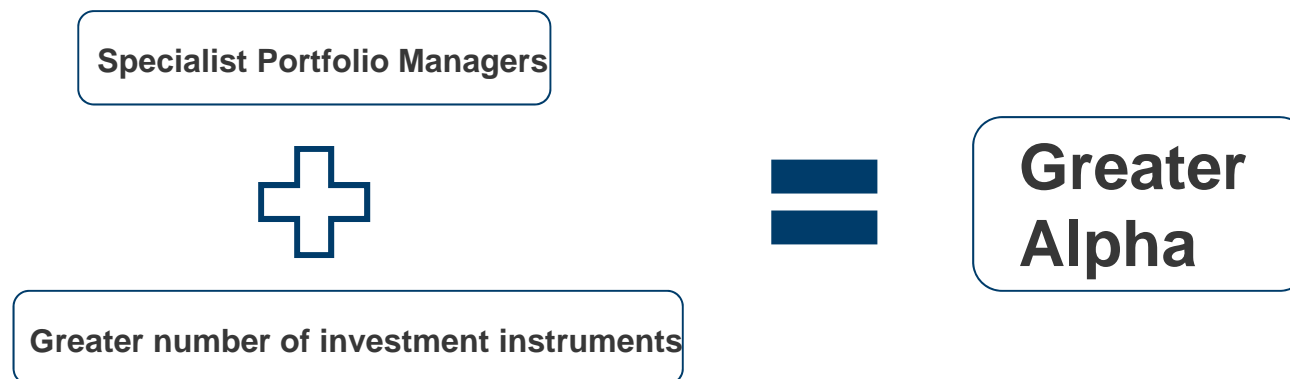 Specialist Portfolio Managers
Greater number of investment instruments
Greater
Alpha